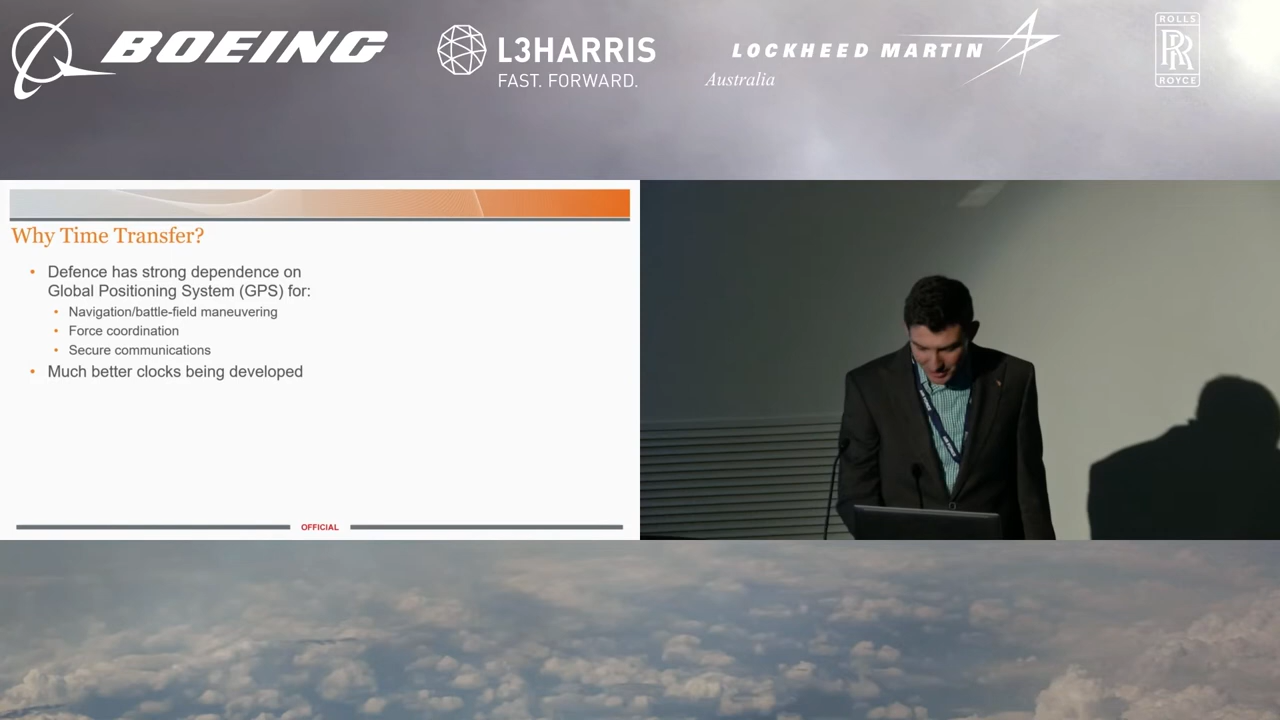 BOEING
L3HARRIS
FAST. FORWARD.
LOCKHEED MARTIN
Australia
ROLLS
RR
ROYCE
Why Time Transfer?
• Defence has strong dependence on
Global Positioning System (GPS) for:
• Navigation/battle-field maneuvering
• Force coordination
• Secure communications
• Much better clocks being developed
OFFICIAL